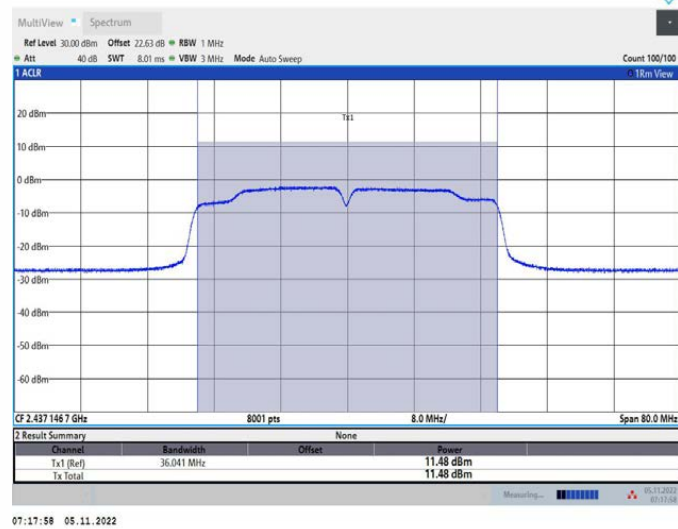 MultiView Spectrum
Ref Level 30.00 dBm Offset 22.63 dB RBW 1 MHz
Att 40 dB SWT 8.01 ms VBW 3 MHz Mode Auto Sweep Count 100/100
1 ACLR 1Rm View
Tx1
20 dBm
10 dBm
0 dBm
-10 dBm
-20 dBm
-30 dBm
-40 dBm
-50 dBm
-60 dBm
CF 2.437 146 7 GHz 8001 pts 8.0 MHz/ Span 80.0 MHz
2 Result Summary None
Channel Bandwidth Offset Power
Tx1 (Ref) 36.041 MHz 11.48 dBm
Tx Total 11.48 dBm
Measuring... 05.11.2022
07:17:58
07:17:58 05.11.2022